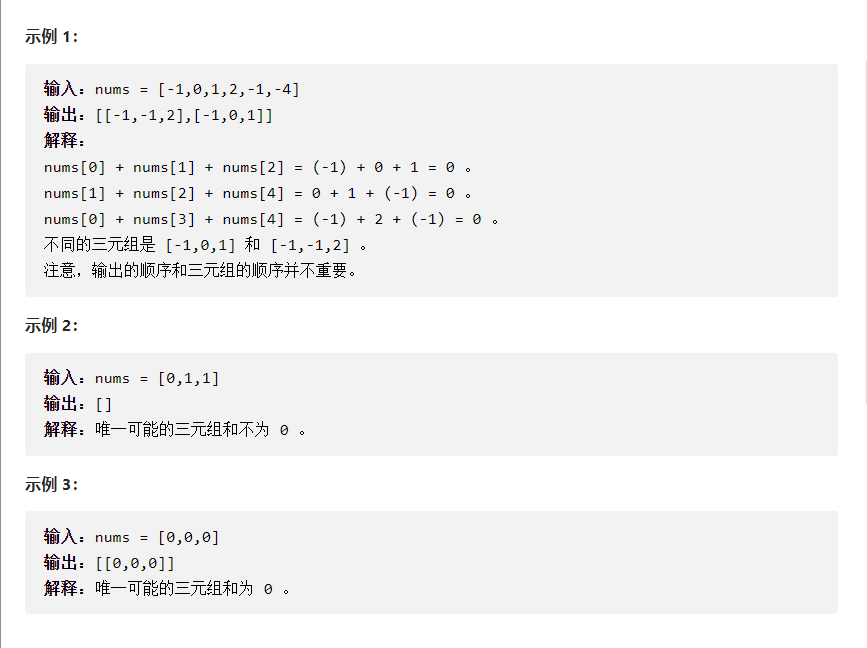 示例 1：
输入：nums = [-1,0,1,2,-1,-4]
输出：[[-1,-1,2],[-1,0,1]]
解释：
nums[0] + nums[1] + nums[2] = (-1) + 0 + 1 = 0 。
nums[1] + nums[2] + nums[4] = 0 + 1 + (-1) = 0 。
nums[0] + nums[3] + nums[4] = (-1) + 2 + (-1) = 0 。
不同的三元组是 [-1,0,1] 和 [-1,-1,2] 。
注意，输出的顺序和三元组的顺序并不重要。
示例 2：
输入：nums = [0,1,1]
输出：[]
解释：唯一可能的三元组和不为 0 。
示例 3：
输入：nums = [0,0,0]
输出：[[0,0,0]]
解释：唯一可能的三元组和为 0 。